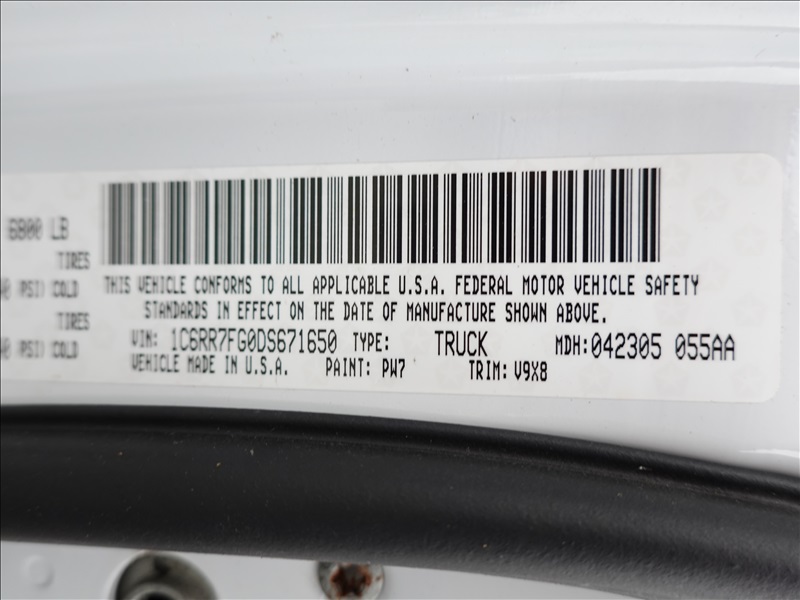 6800 LB
TIRES
(PSI) COLD
TIRES
(PSI) COLD
THIS VEHICLE CONFORMS TO ALL APPLICABLE U.S.A. FEDERAL MOTOR VEHICLE SAFETY
STANDARDS IN EFFECT ON THE DATE OF MANUFACTURE SHOWN ABOVE.
VIN: 1C6RR7FG0DS671650 TYPE: TRUCK MDH:042305 055AA
VEHICLE MADE IN U.S.A. PAINT: PW7 TRIM: V9X8